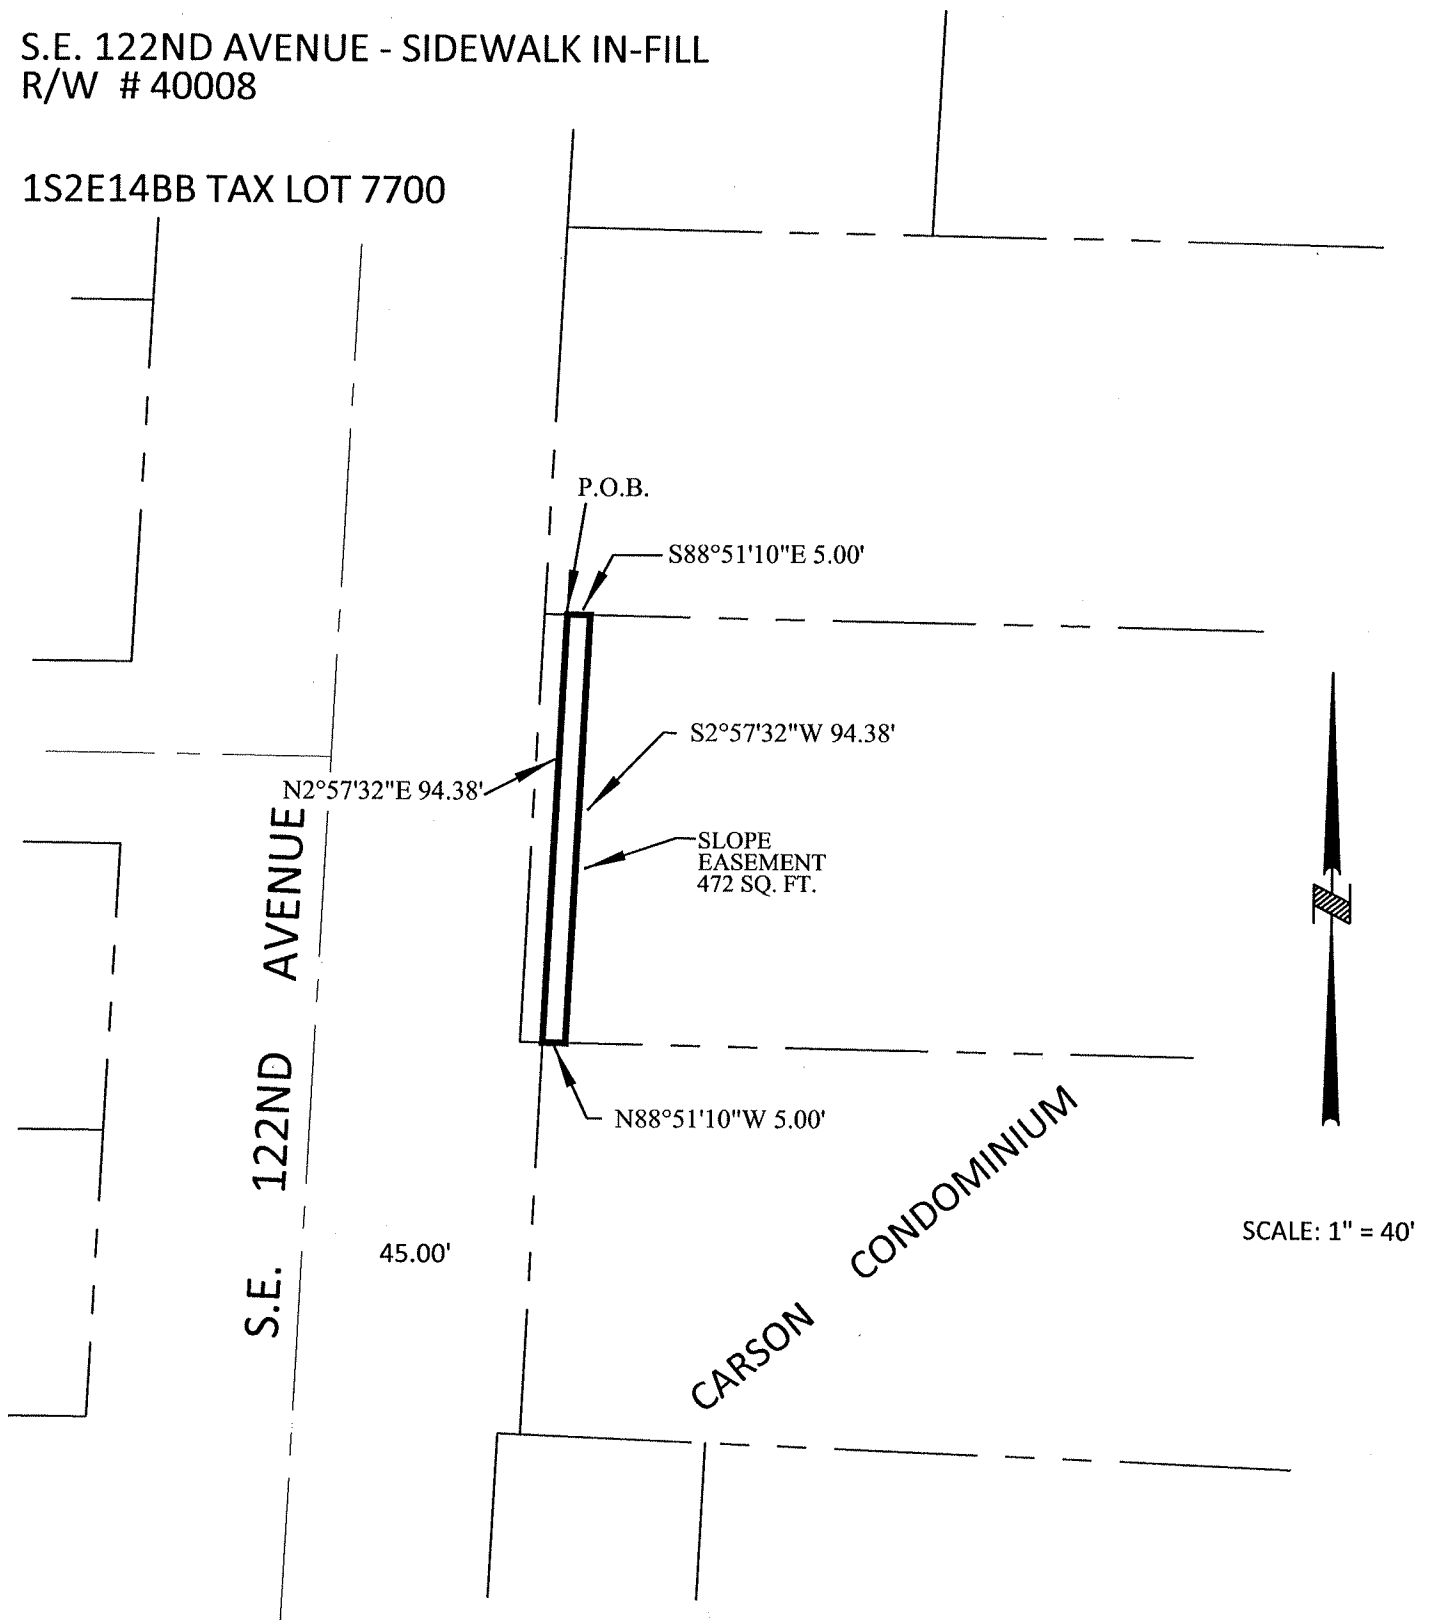 S.E. 122ND AVENUE - SIDEWALK IN-FILL
R/W # 40008
1S2E14BB TAX LOT 7700
P.O.B.
S88°51'10"E 5.00'
S2°57'32"W 94.38'
N2°57'32"E 94.38'
SLOPE
EASEMENT
472 SQ. FT.
N88°51'10"W 5.00'
S.E. 122ND AVENUE
45.00'
CARSON CONDOMINIUM
SCALE: 1" = 40'